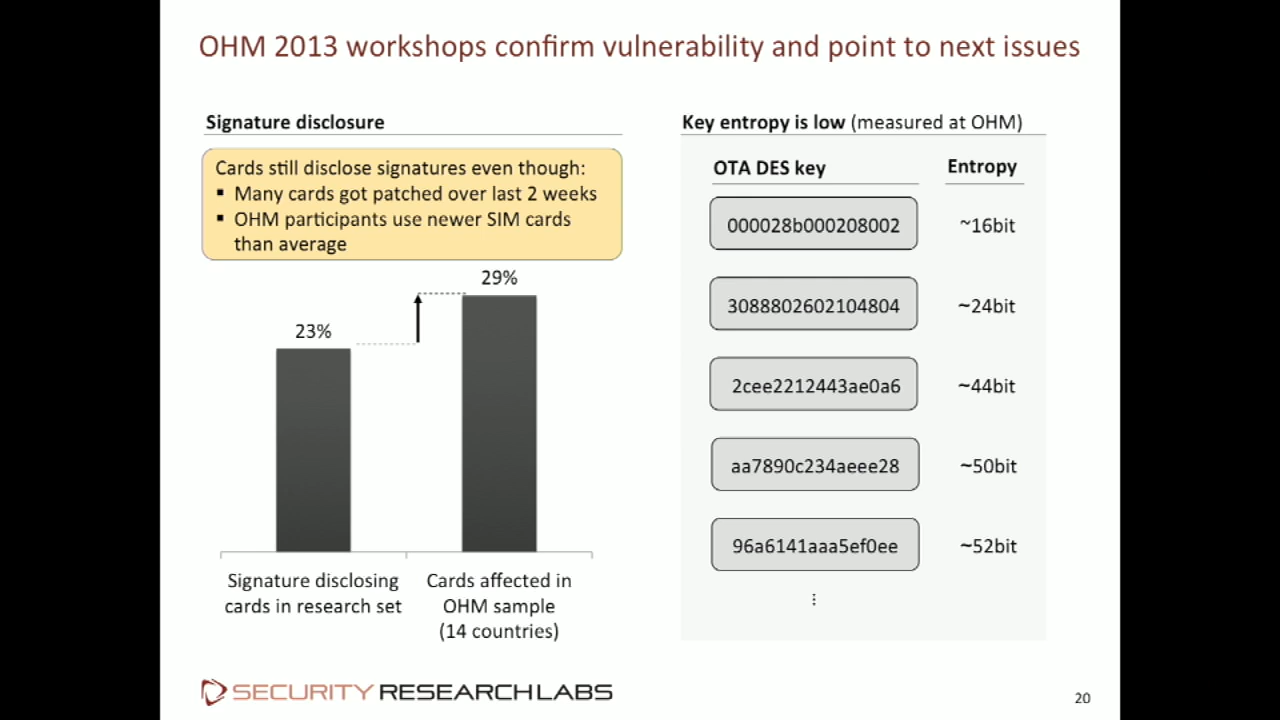 OHM 2013 workshops confirm vulnerability and point to next issues
Signature disclosure
Cards still disclose signatures even though:
▪ Many cards got patched over last 2 weeks
▪ OHM participants use newer SIM cards
than average
29%
23%
Signature disclosing
cards in research set
Cards affected in
OHM sample
(14 countries)
Key entropy is low (measured at OHM)
OTA DES key Entropy
000028b000208002 ~16bit
3088802602104804 ~24bit
2cee2212443ae0a6 ~44bit
aa7890c234aeee28 ~50bit
96a6141aaa5ef0ee ~52bit
⋮
SECURITY RESEARCH LABS
20